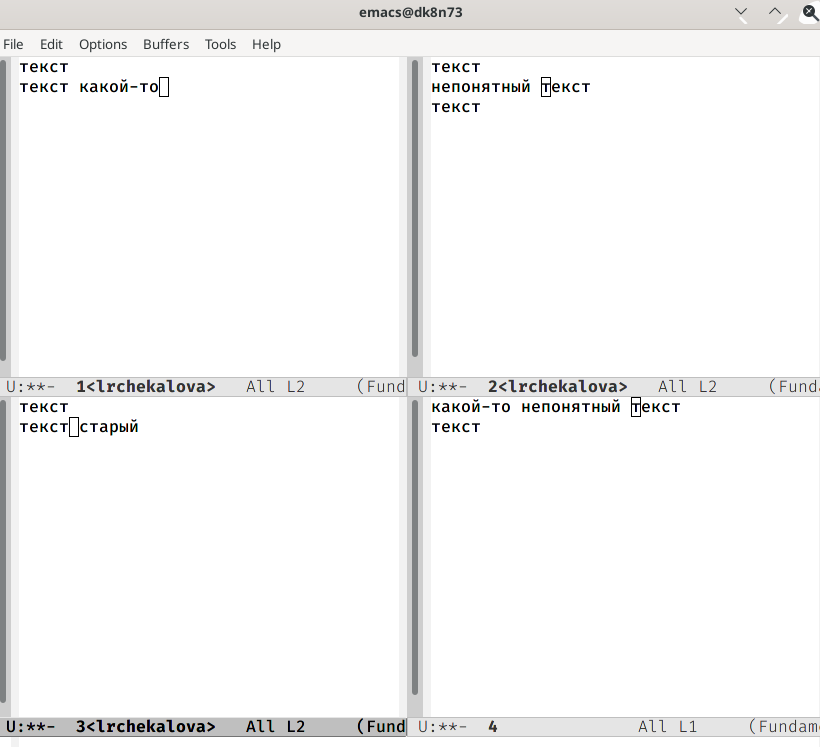 emacs@dk8n73
File Edit Options Buffers Tools Help
текст
текст какой-то
U:**- 1<lrchekalova> All L2 (Fund
текст
непонятный текст
текст
U:**- 2<lrchekalova> All L2 (Funda
текст
текст старый
U:**- 3<lrchekalova> All L2 (Fund
какой-то непонятный текст
текст
U:**- 4 All L1 (Fundam